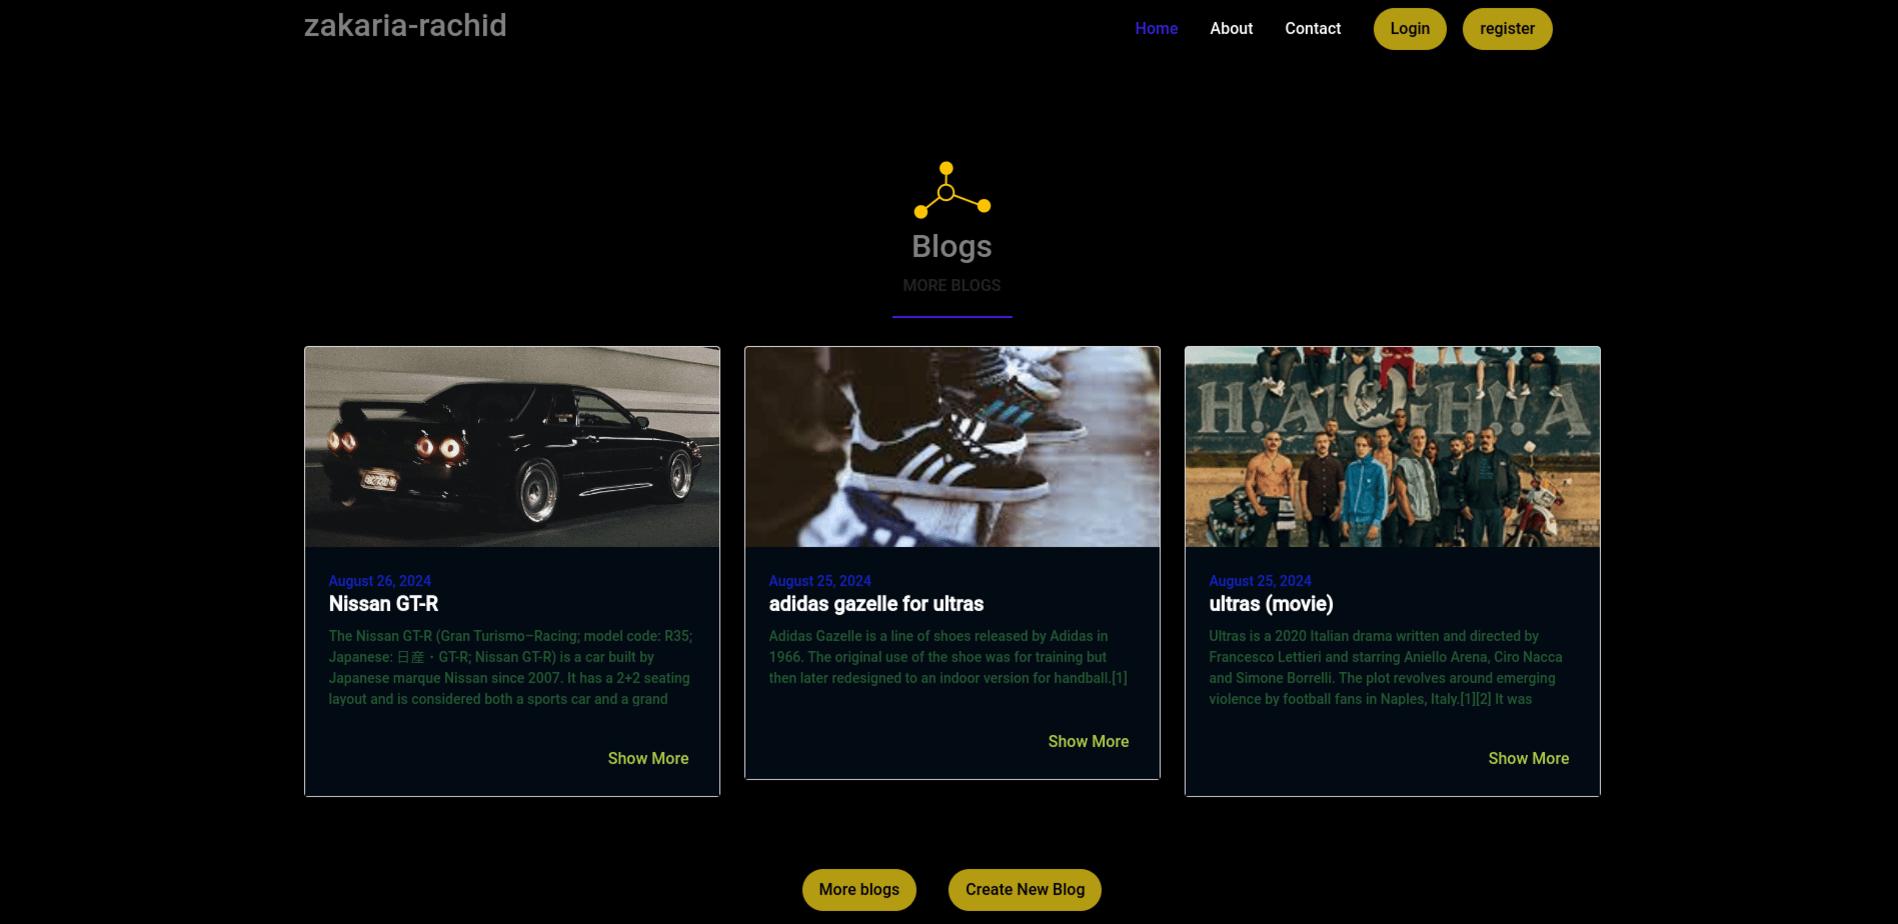 zakaria-rachid
Home About Contact Login register
Blogs
MORE BLOGS
August 26, 2024
Nissan GT-R
The Nissan GT-R (Gran Turismo–Racing; model code: R35;
Japanese: 日産・GT-R; Nissan GT-R) is a car built by
Japanese marque Nissan since 2007. It has a 2+2 seating
layout and is considered both a sports car and a grand
Show More
August 25, 2024
adidas gazelle for ultras
Adidas Gazelle is a line of shoes released by Adidas in
1966. The original use of the shoe was for training but
then later redesigned to an indoor version for handball.[1]
Show More
August 25, 2024
ultras (movie)
Ultras is a 2020 Italian drama written and directed by
Francesco Lettieri and starring Aniello Arena, Ciro Nacca
and Simone Borrelli. The plot revolves around emerging
violence by football fans in Naples, Italy.[1][2] It was
Show More
More blogs Create New Blog